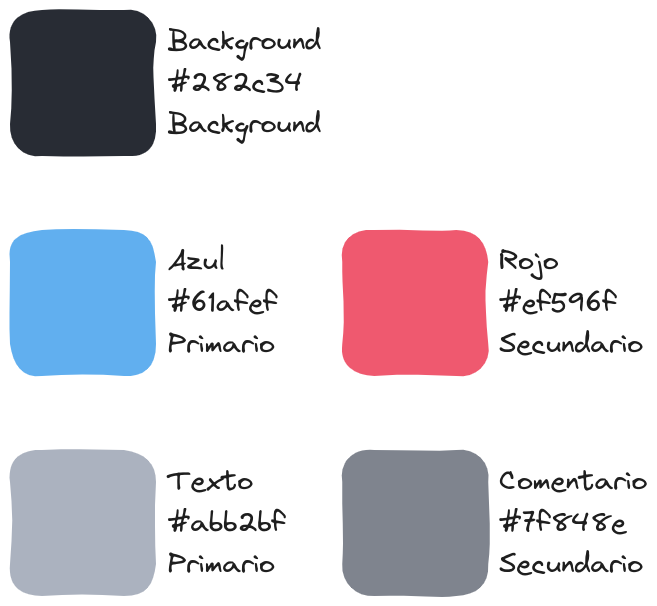 Background
#282c34
Background
Azul
#61afef
Primario
Rojo
#ef596f
Secundario
Texto
#abb2bf
Primario
Comentario
#7f848e
Secundario